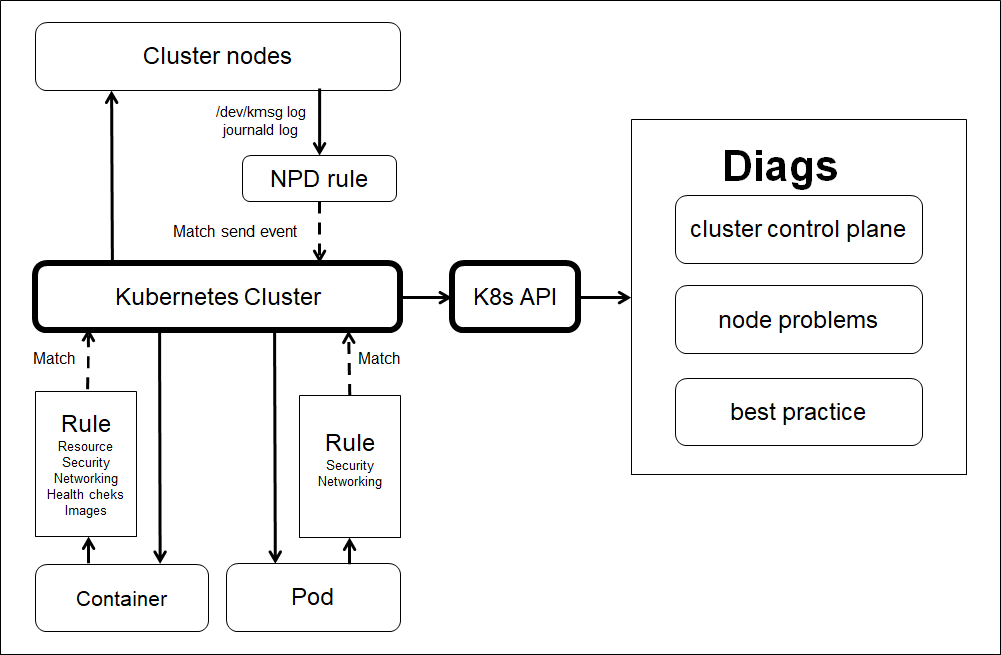 Cluster nodes
/dev/kmsg log
journald log
NPD rule
Match send event
Kubernetes Cluster
K8s API
Match
Match
Rule
Resource
Security
Networking
Health cheks
Images
Rule
Security
Networking
Container
Pod
Diags
cluster control plane
node problems
best practice